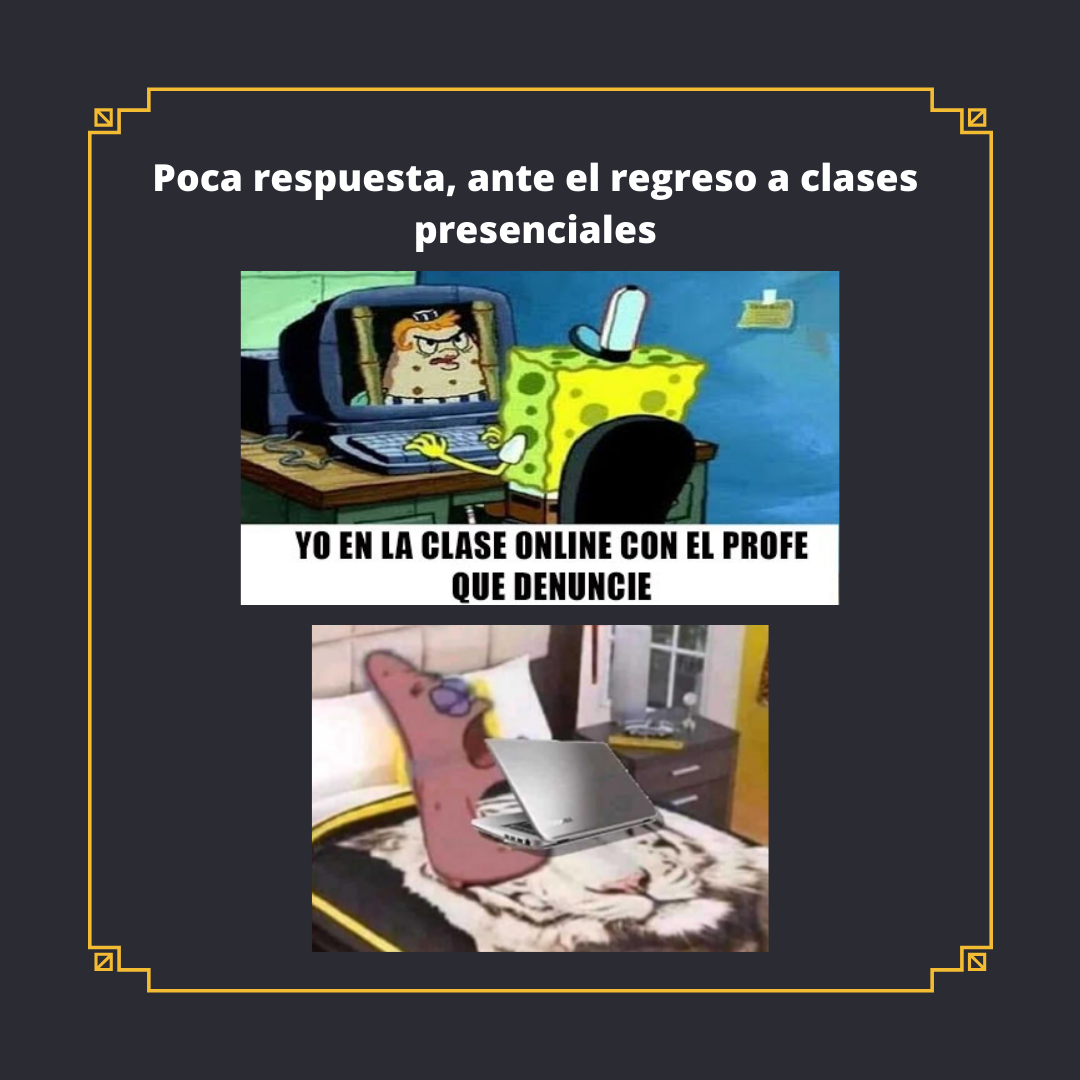 Poca respuesta, ante el regreso a clases
presenciales
YO EN LA CLASE ONLINE CON EL PROFE
QUE DENUNCIE